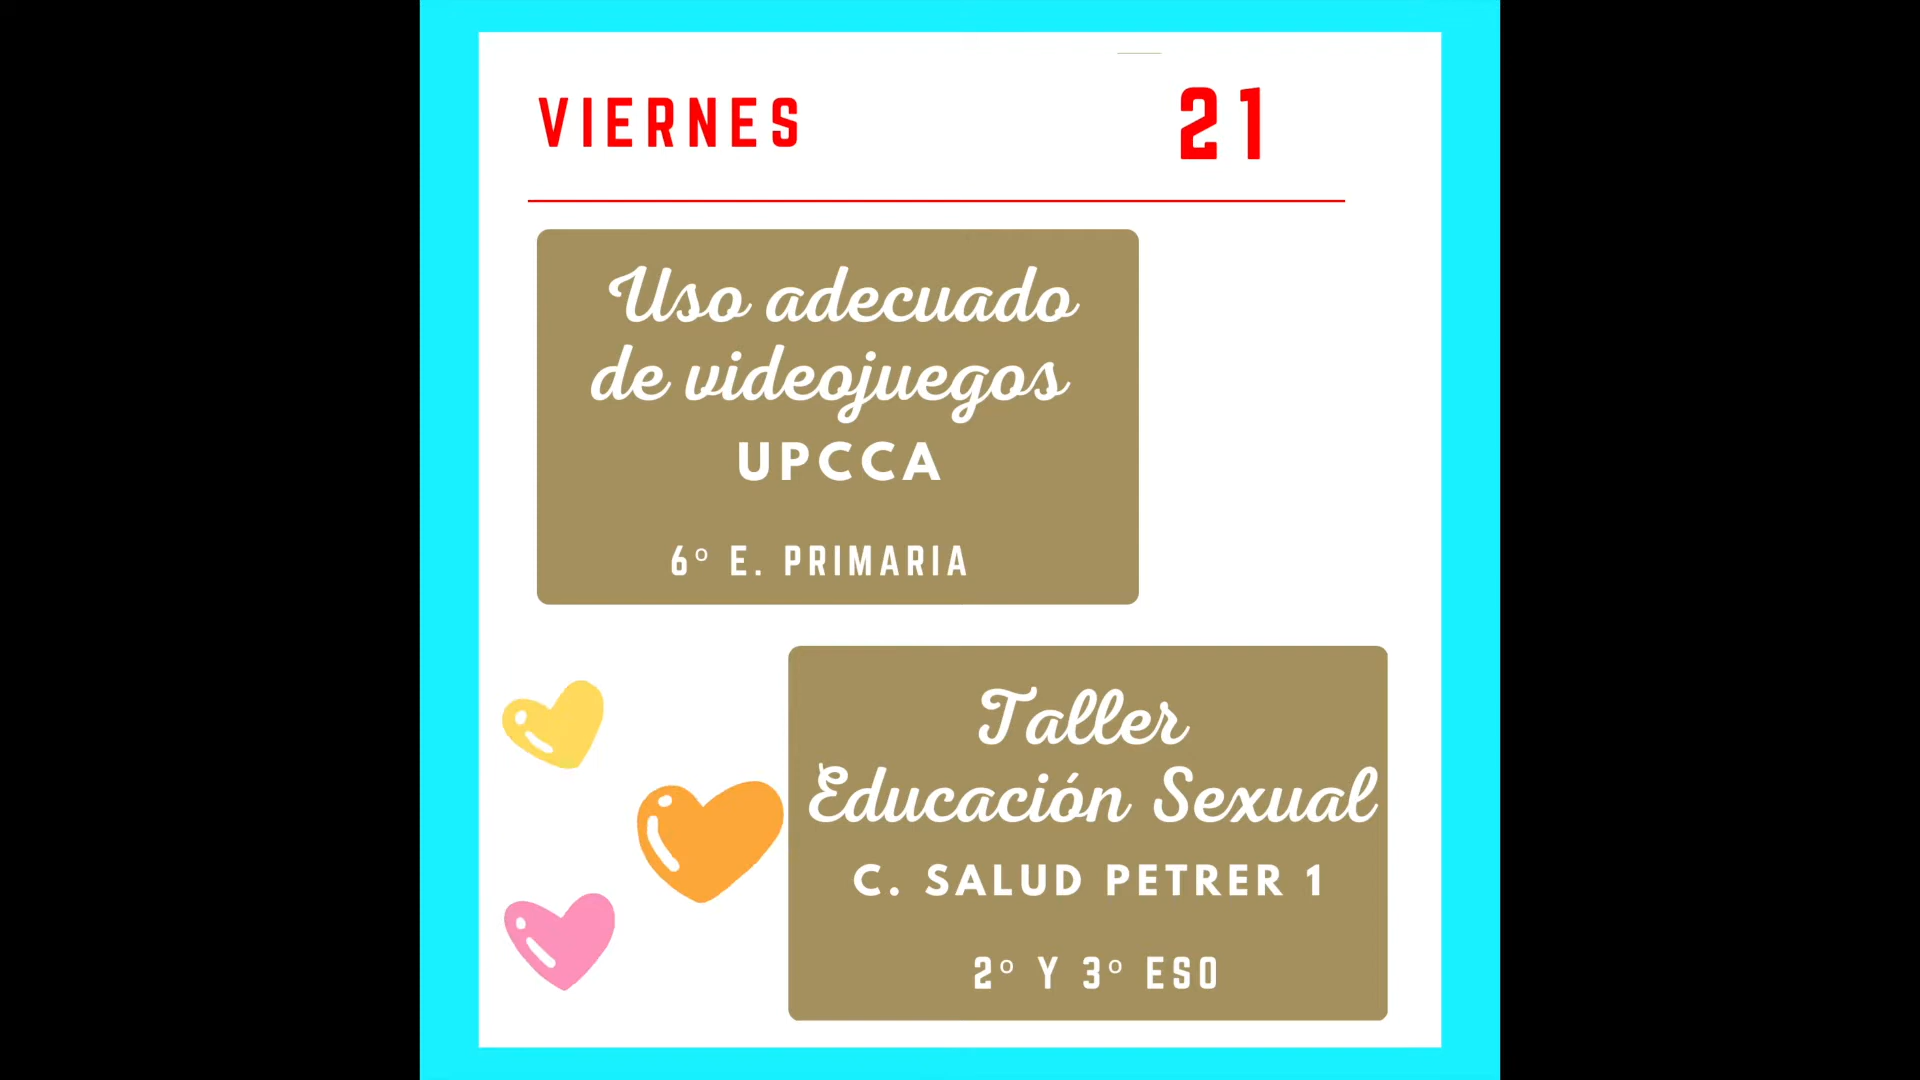 VIERNES 21
Uso adecuado
de videojuegos
UPCCA
6º E. PRIMARIA
Taller
Educación Sexual
C. SALUD PETRER 1
2º Y 3º ESO